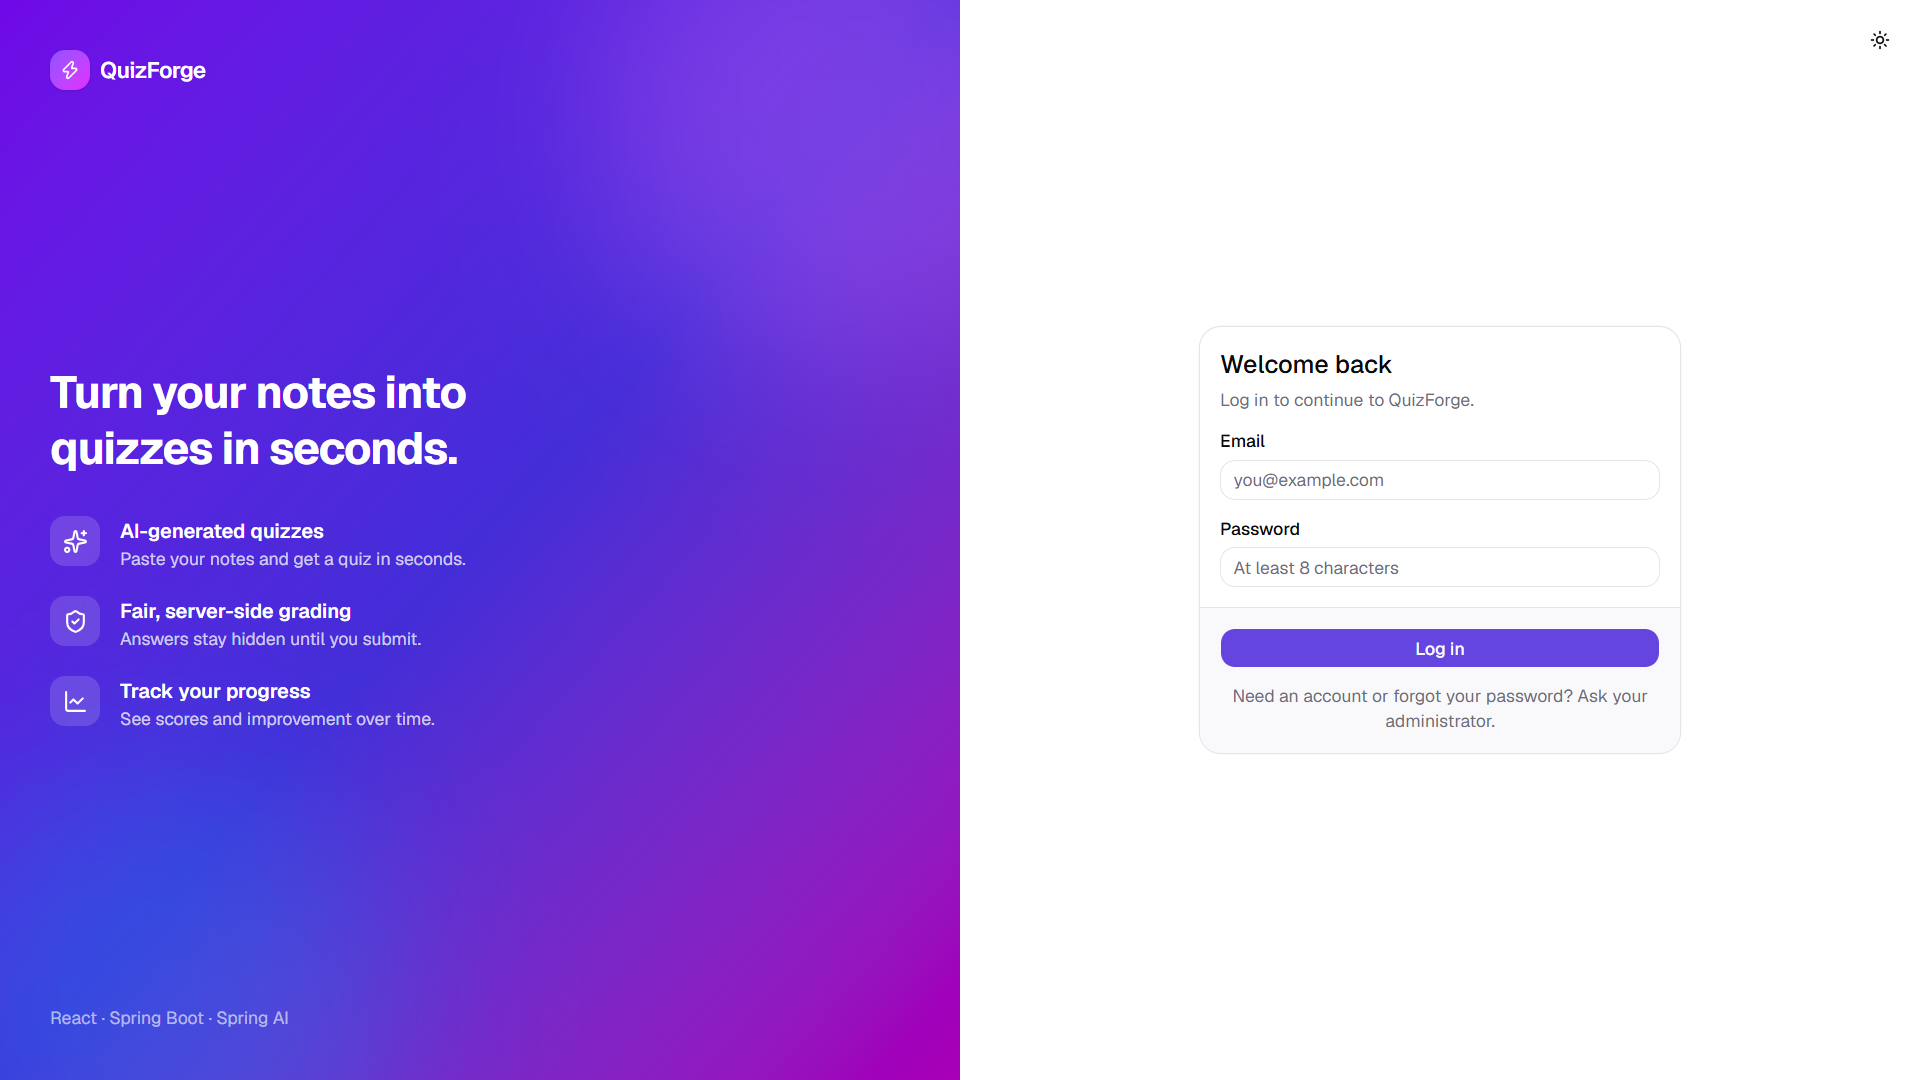 QuizForge
Turn your notes into
quizzes in seconds.
AI-generated quizzes
Paste your notes and get a quiz in seconds.
Fair, server-side grading
Answers stay hidden until you submit.
Track your progress
See scores and improvement over time.
React · Spring Boot · Spring AI
Welcome back
Log in to continue to QuizForge.
Email
you@example.com
Password
At least 8 characters
Log in
Need an account or forgot your password? Ask your
administrator.